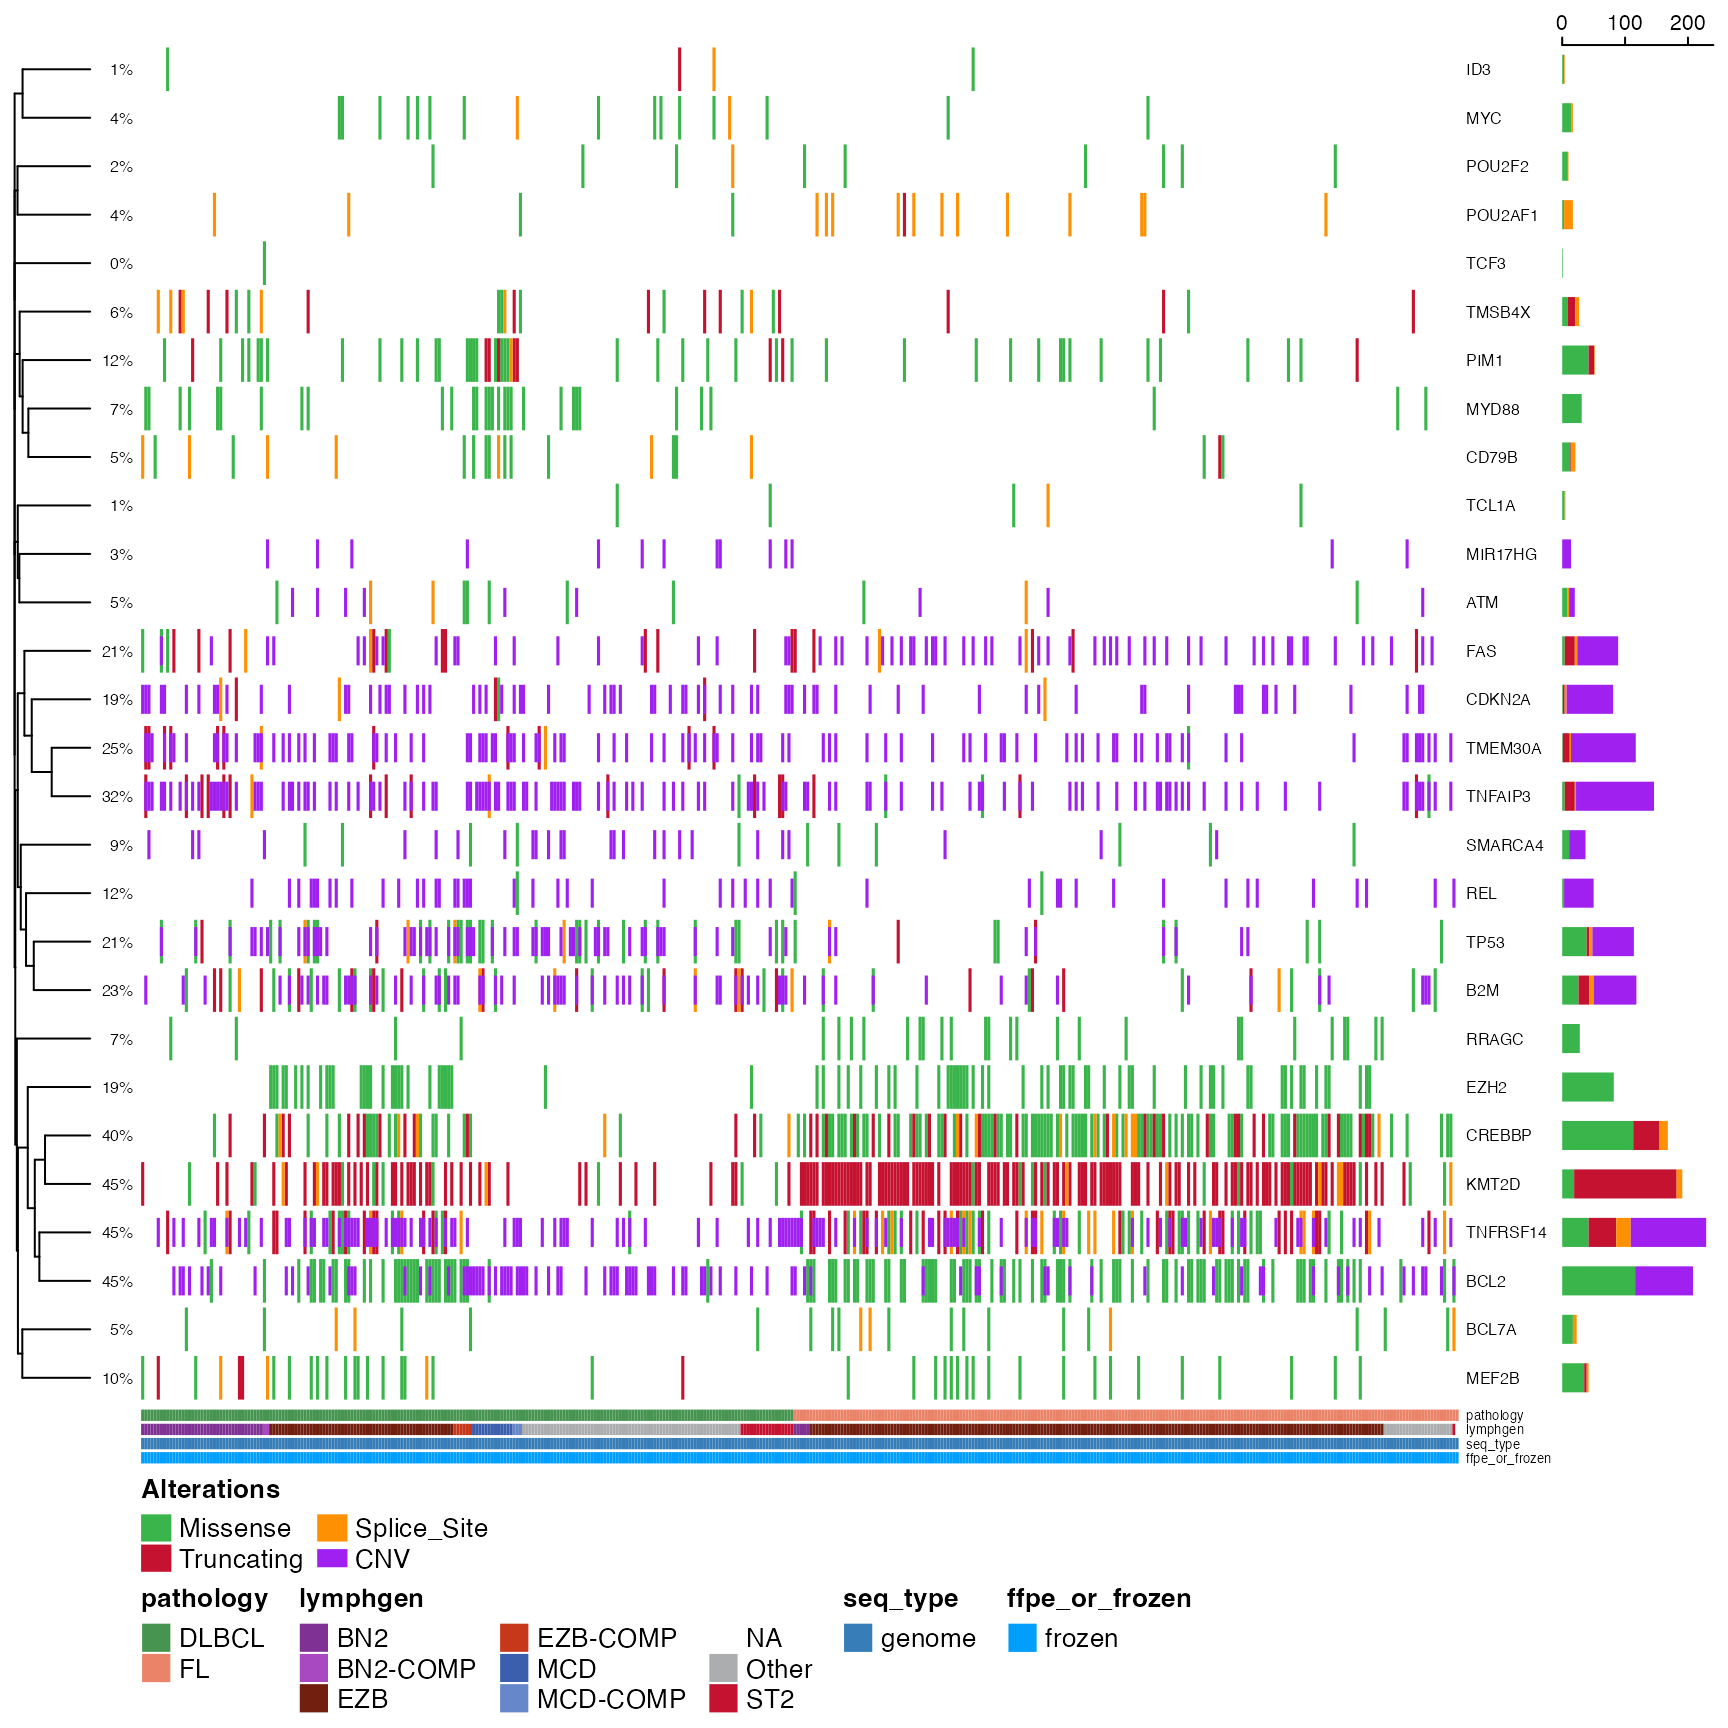 0 100 200
1% ID3
4% MYC
2% POU2F2
4% POU2AF1
0% TCF3
6% TMSB4X
12% PIM1
7% MYD88
5% CD79B
1% TCL1A
3% MIR17HG
5% ATM
21% FAS
19% CDKN2A
25% TMEM30A
32% TNFAIP3
9% SMARCA4
12% REL
21% TP53
23% B2M
7% RRAGC
19% EZH2
40% CREBBP
45% KMT2D
45% TNFRSF14
45% BCL2
5% BCL7A
10% MEF2B
pathology
lymphgen
seq_type
ffpe_or_frozen
Alterations
Missense Splice_Site
Truncating CNV
pathology lymphgen seq_type ffpe_or_frozen
DLBCL BN2 EZB-COMP NA genome frozen
FL BN2-COMP MCD Other
EZB MCD-COMP ST2